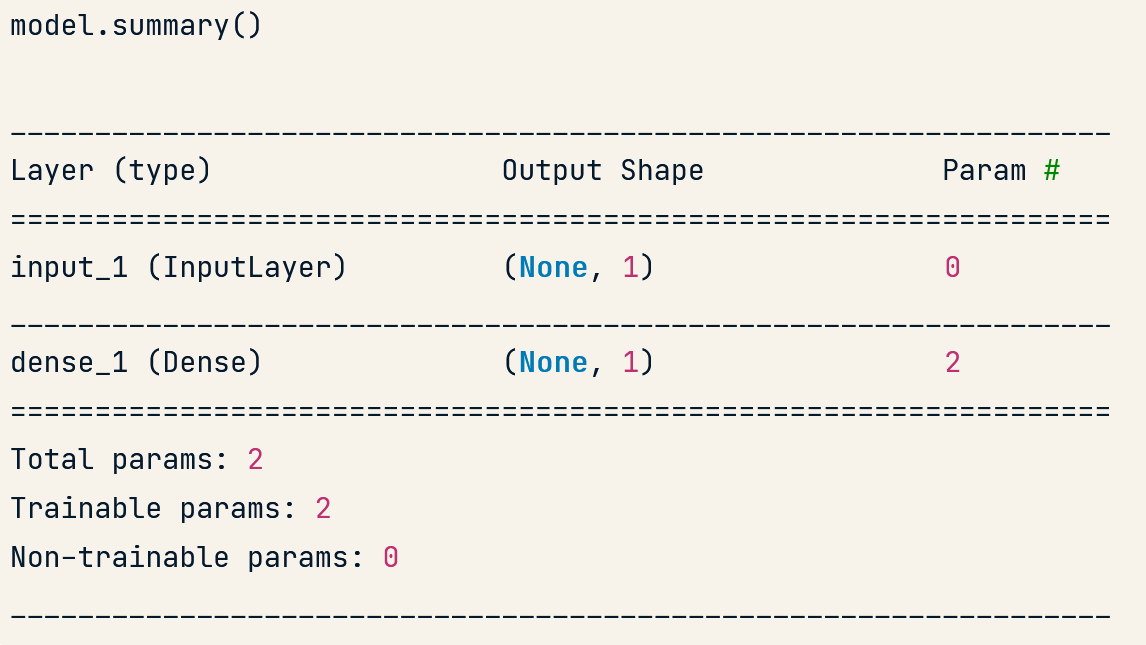 model.summary()
_________________________________________________________________
Layer (type)                 Output Shape              Param #
=================================================================
input_1 (InputLayer)         (None, 1)                 0
_________________________________________________________________
dense_1 (Dense)              (None, 1)                 2
=================================================================
Total params: 2
Trainable params: 2
Non-trainable params: 0
_________________________________________________________________